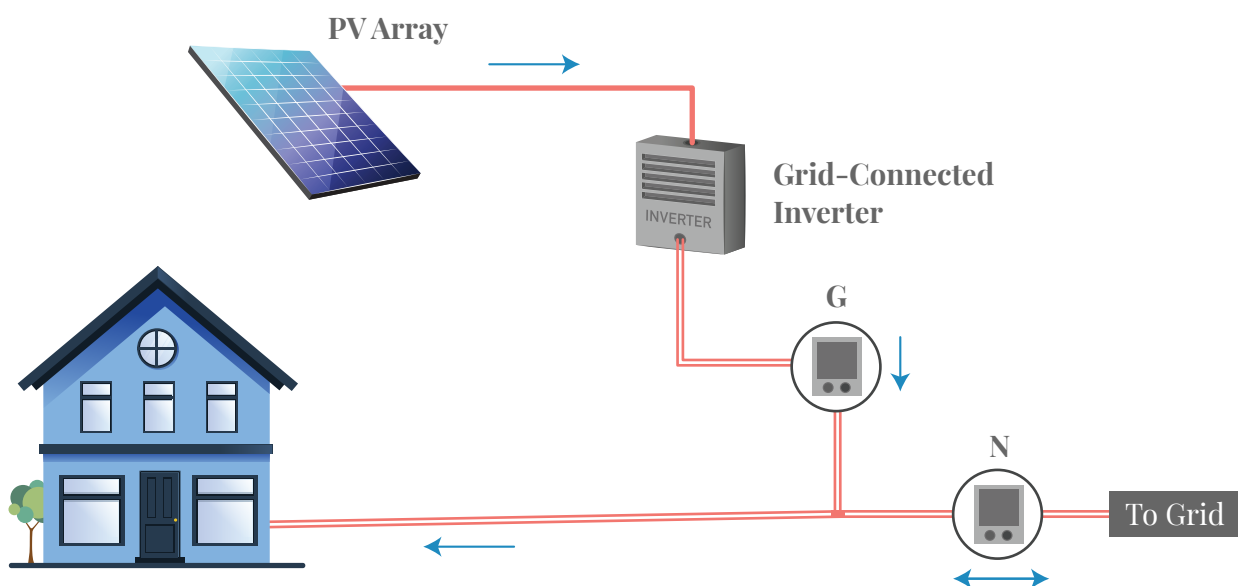 PV Array
Grid-Connected
Inverter
INVERTER
G
N
To Grid